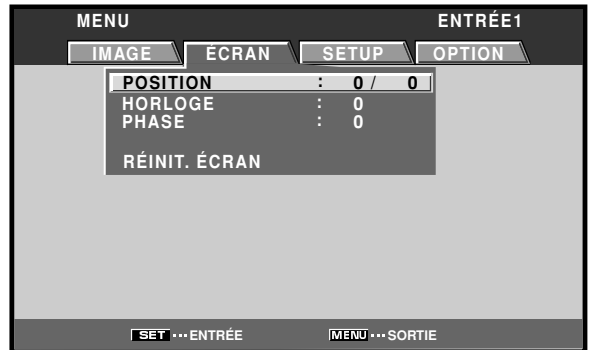 MENU ENTRÉE1
IMAGE ÉCRAN SETUP OPTION
POSITION : 0 / 0
HORLOGE : 0
PHASE : 0
RÉINIT. ÉCRAN
SET ··· ENTRÉE MENU ··· SORTIE